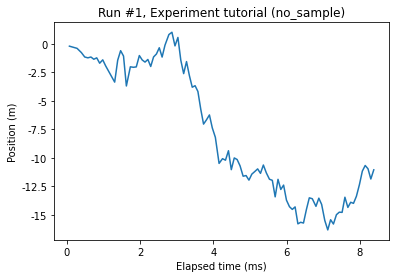 Run #1, Experiment tutorial (no_sample)
Position (m)
0
-2.5
-5
-7.5
-10
-12.5
-15
0 2 4 6 8
Elapsed time (ms)